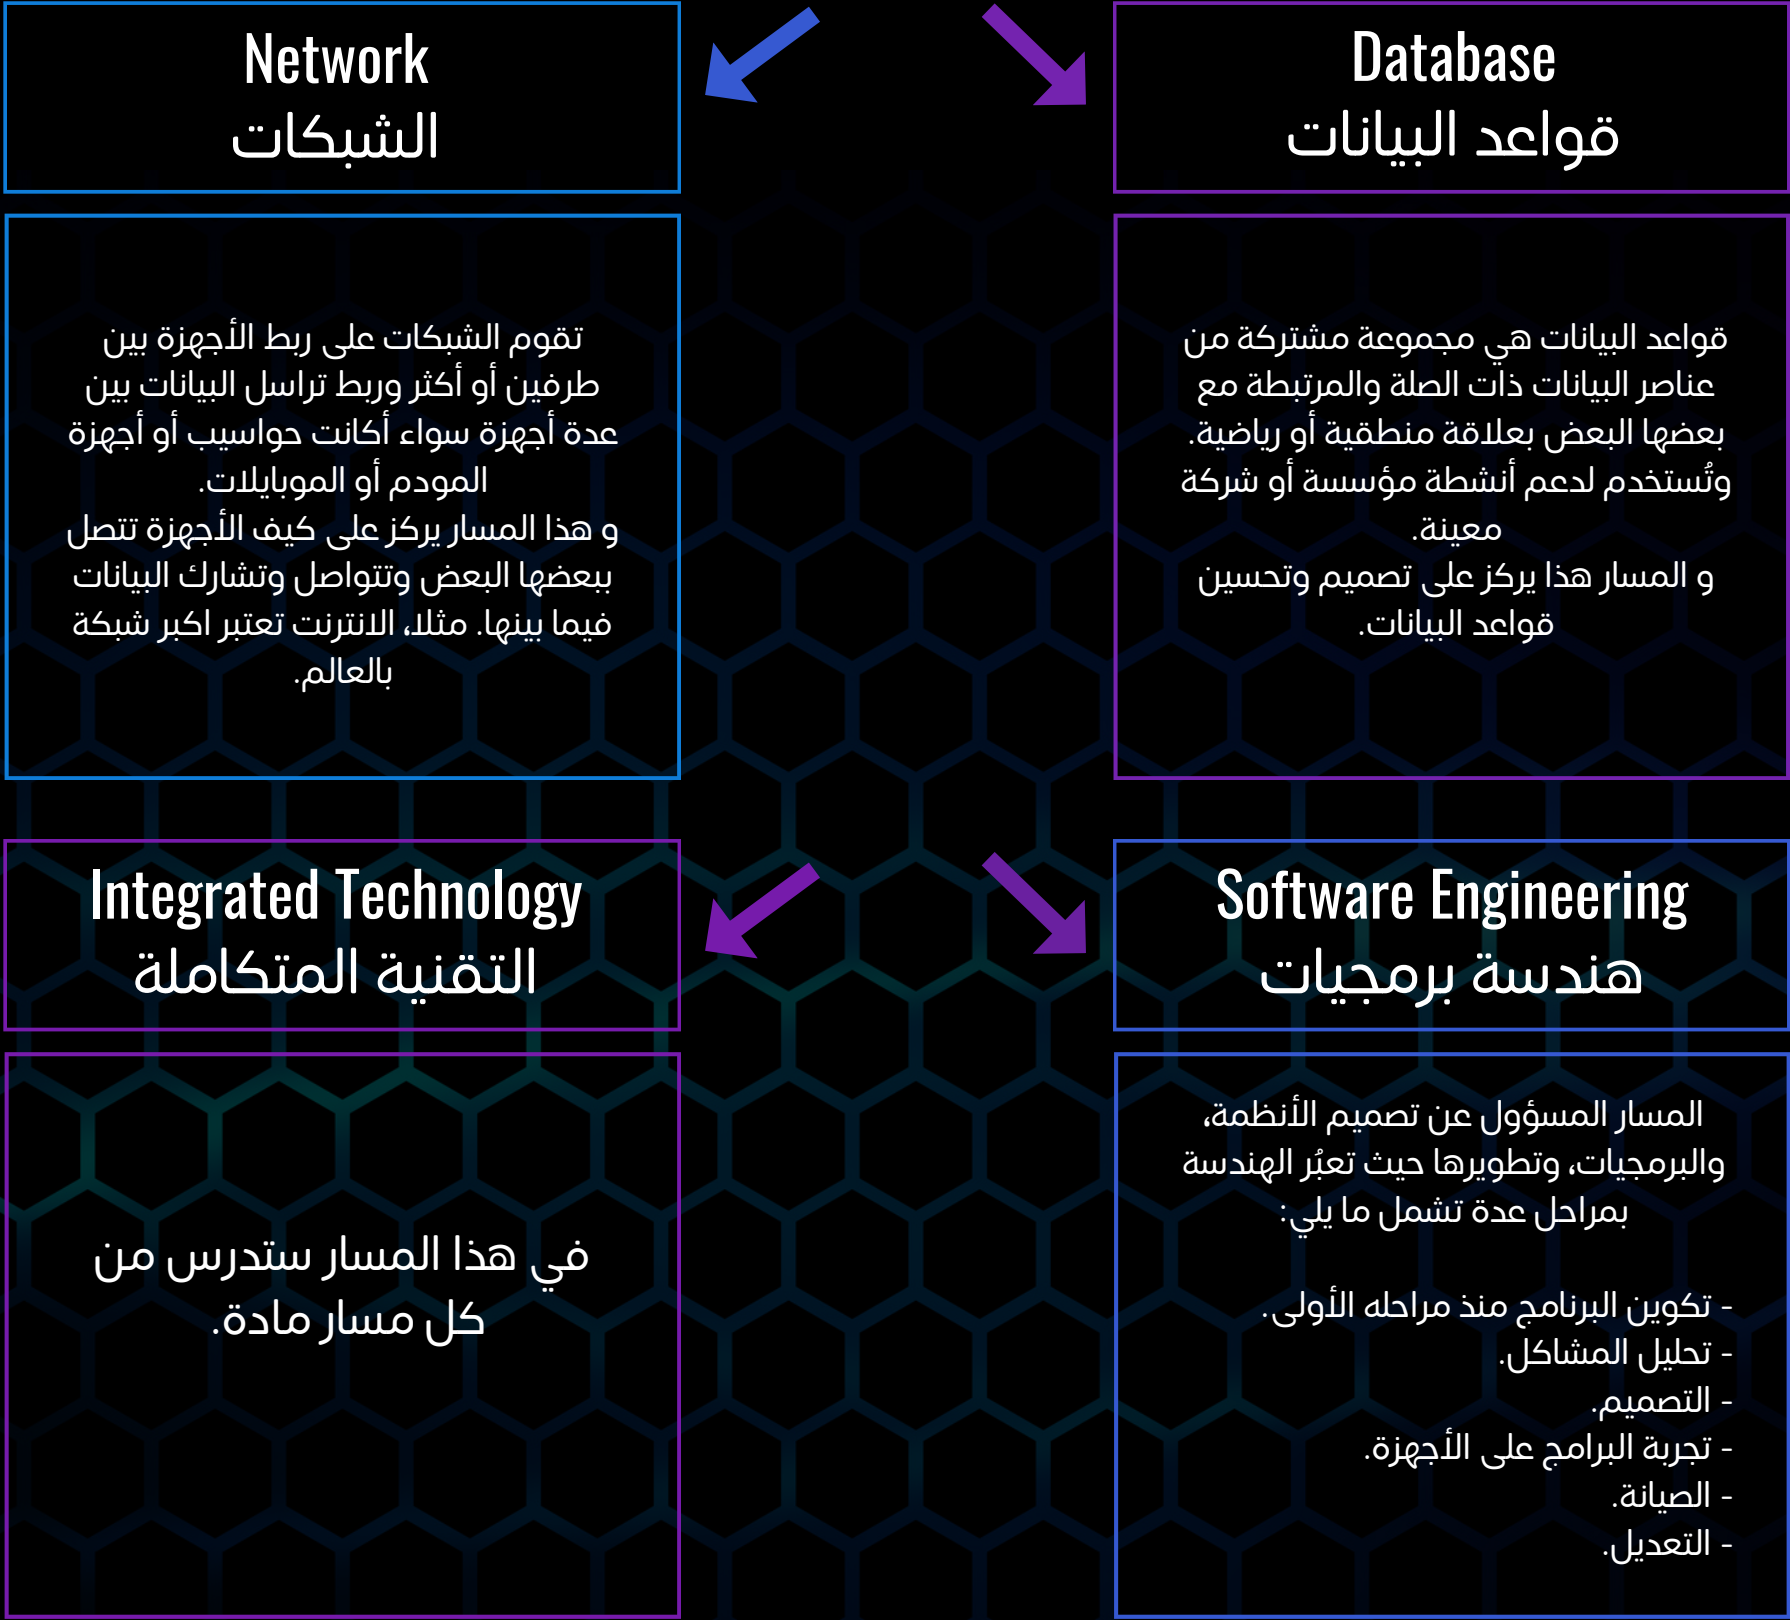 Database
قواعد البيانات
قواعد البيانات هي مجموعة مشتركة من
عناصر البيانات ذات الصلة والمرتبطة مع
بعضها البعض بعلاقة منطقية أو رياضية.
وتُستخدم لدعم أنشطة مؤسسة أو شركة
معينة.
و المسار هذا يركز على تصميم وتحسين
قواعد البيانات.
Network
الشبكات
تقوم الشبكات على ربط الأجهزة بين
طرفين أو أكثر وربط تراسل البيانات بين
عدة أجهزة سواء أكانت حواسيب أو أجهزة
المودم أو الموبايلات.
و هذا المسار يركز على كيف الأجهزة تتصل
ببعضها البعض وتتواصل وتشارك البيانات
فيما بينها. مثلا، الانترنت تعتبر اكبر شبكة
بالعالم.
Software Engineering
هندسة برمجيات
المسار المسؤول عن تصميم الأنظمة،
والبرمجيات، وتطويرها حيث تعبُر الهندسة
بمراحل عدة تشمل ما يلي:
- تكوين البرنامج منذ مراحله الأولى.
- تحليل المشاكل.
- التصميم.
- تجربة البرامج على الأجهزة.
- الصيانة.
- التعديل.
Integrated Technology
التقنية المتكاملة
في هذا المسار ستدرس من
كل مسار مادة.